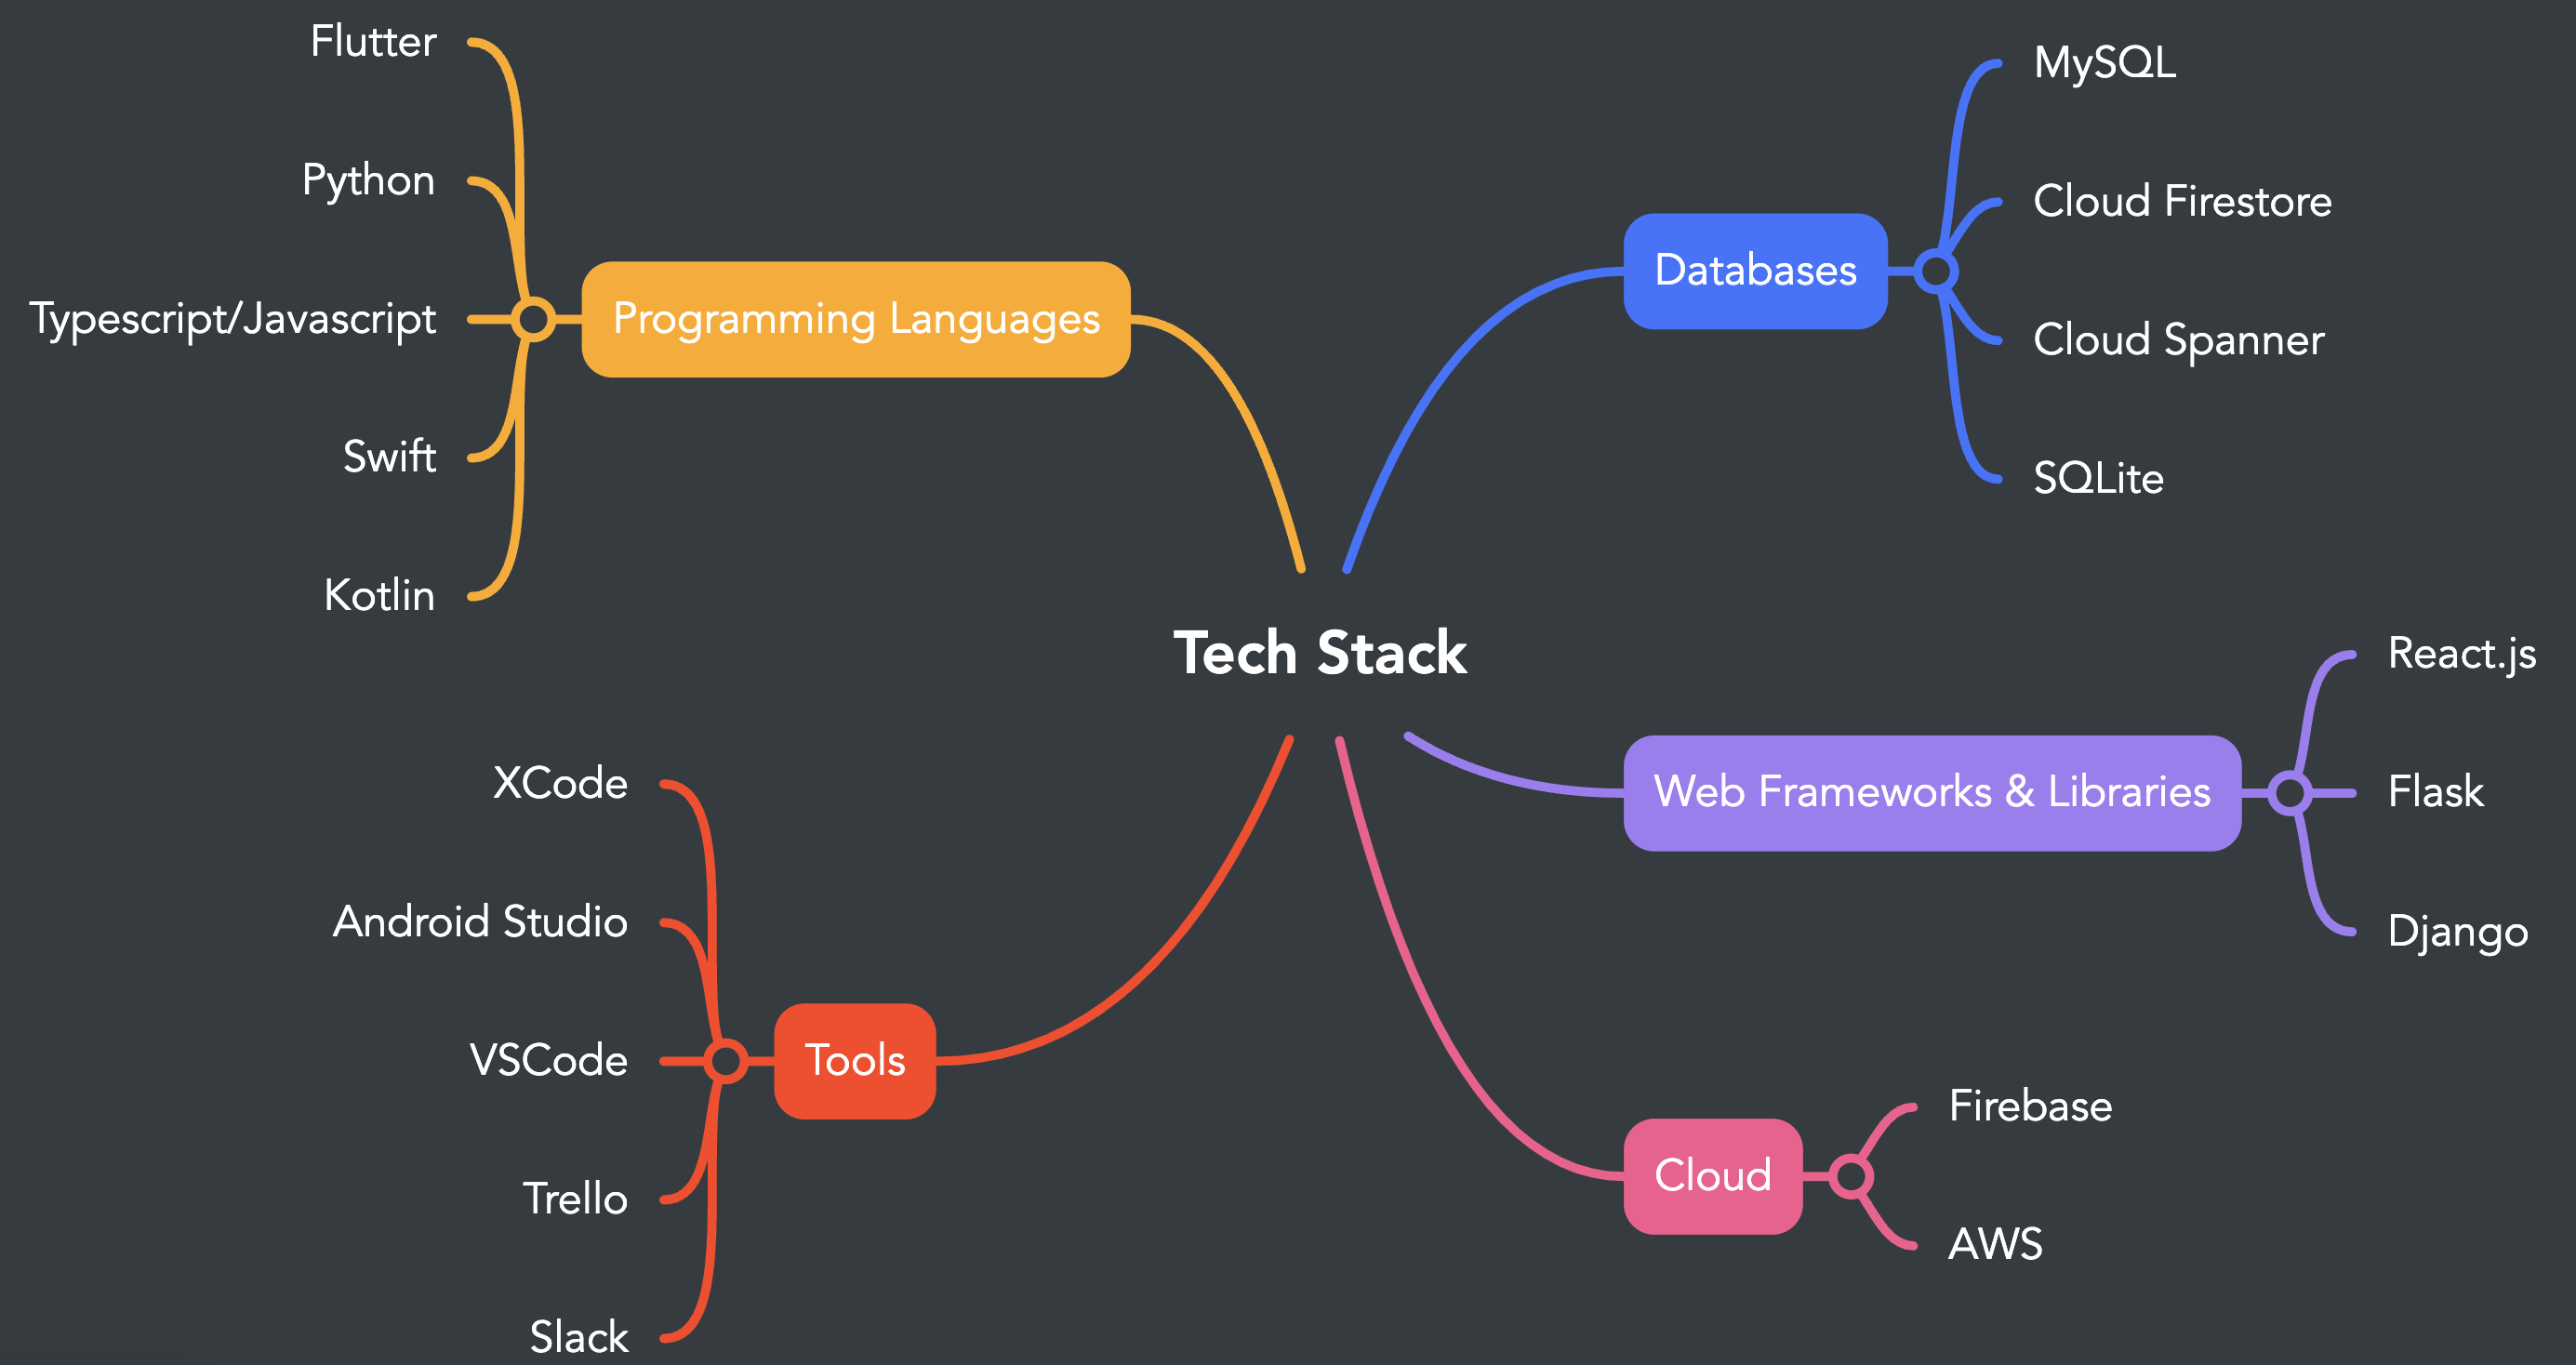 Tech Stack
Programming Languages
Flutter
Python
Typescript/Javascript
Swift
Kotlin
Databases
MySQL
Cloud Firestore
Cloud Spanner
SQLite
Web Frameworks & Libraries
React.js
Flask
Django
Tools
XCode
Android Studio
VSCode
Trello
Slack
Cloud
Firebase
AWS